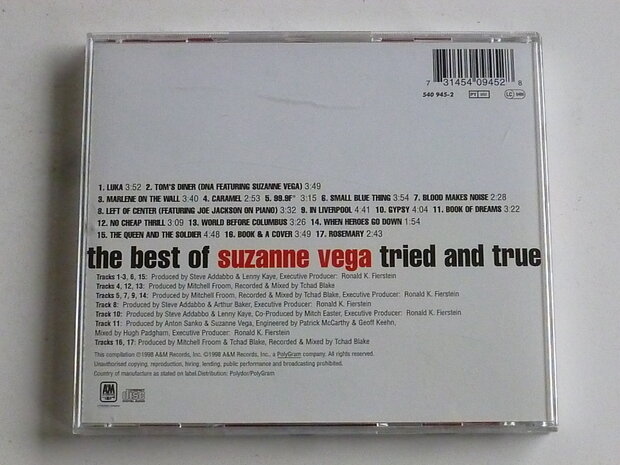 7 31454 09452 8
540 945-2
LC
1. LUKA 3:52 2. TOM'S DINER (DNA FEATURING SUZANNE VEGA) 3:49
3. MARLENE ON THE WALL 3:40 4. CARAMEL 2:53 5. 99.9F° 3:15 6. SMALL BLUE THING 3:54 7. BLOOD MAKES NOISE 2:28
8. LEFT OF CENTER (FEATURING JOE JACKSON ON PIANO) 3:32 9. IN LIVERPOOL 4:41 10. GYPSY 4:04 11. BOOK OF DREAMS 3:22
12. NO CHEAP THRILL 3:09 13. WORLD BEFORE COLUMBUS 3:26 14. WHEN HEROES GO DOWN 1:54
15. THE QUEEN AND THE SOLDIER 4:48 16. BOOK & A COVER 3:49 17. ROSEMARY 2:43
the best of suzanne vega tried and true
Tracks 1-3, 6, 15: Produced by Steve Addabbo & Lenny Kaye, Executive Producer: Ronald K. Fierstein
Tracks 4, 12, 13: Produced by Mitchell Froom, Recorded & Mixed by Tchad Blake
Tracks 5, 7, 9, 14: Produced by Mitchell Froom, Recorded & Mixed by Tchad Blake, Executive Producer: Ronald K. Fierstein
Track 8: Produced by Steve Addabbo & Arthur Baker, Executive Producer: Ronald K. Fierstein
Track 10: Produced by Steve Addabbo & Lenny Kaye, Co-Produced by Mitch Easter, Executive Producer: Ronald K. Fierstein
Track 11: Produced by Anton Sanko & Suzanne Vega, Engineered by Patrick McCarthy & Geoff Keehn,
Mixed by Hugh Padgham, Executive Producer: Ronald K. Fierstein
Tracks 16, 17: Produced by Mitchell Froom & Tchad Blake, Recorded & Mixed by Tchad Blake
This compilation ℗1998 A&M Records, Inc. ©1998 A&M Records, Inc., a PolyGram company. All rights reserved.
Unauthorised copying, reproduction, hiring, lending, public performance and broadcasting prohibited.
Country of manufacture as stated on label. Distribution: Polydor/PolyGram
A&M
COMPACT disc DIGITAL AUDIO